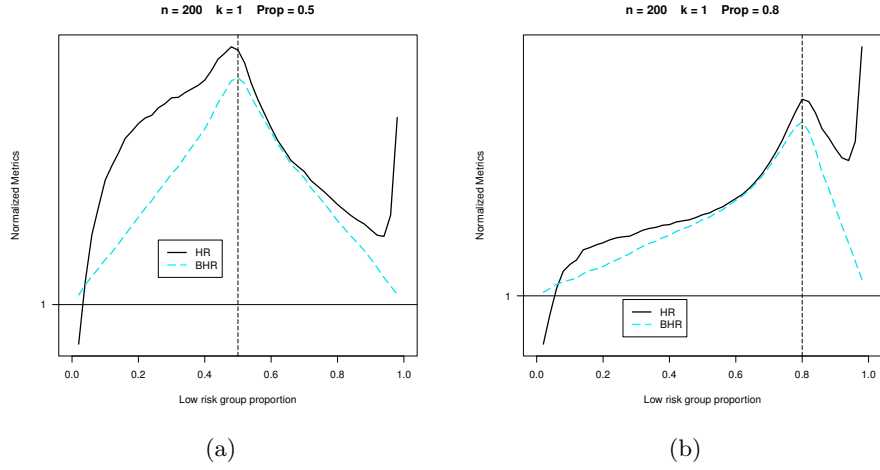 n = 200 k = 1 Prop = 0.5
Normalized Metrics
1
HR
BHR
0.0 0.2 0.4 0.6 0.8 1.0
Low risk group proportion
(a)
n = 200 k = 1 Prop = 0.8
Normalized Metrics
1
HR
BHR
0.0 0.2 0.4 0.6 0.8 1.0
Low risk group proportion
(b)